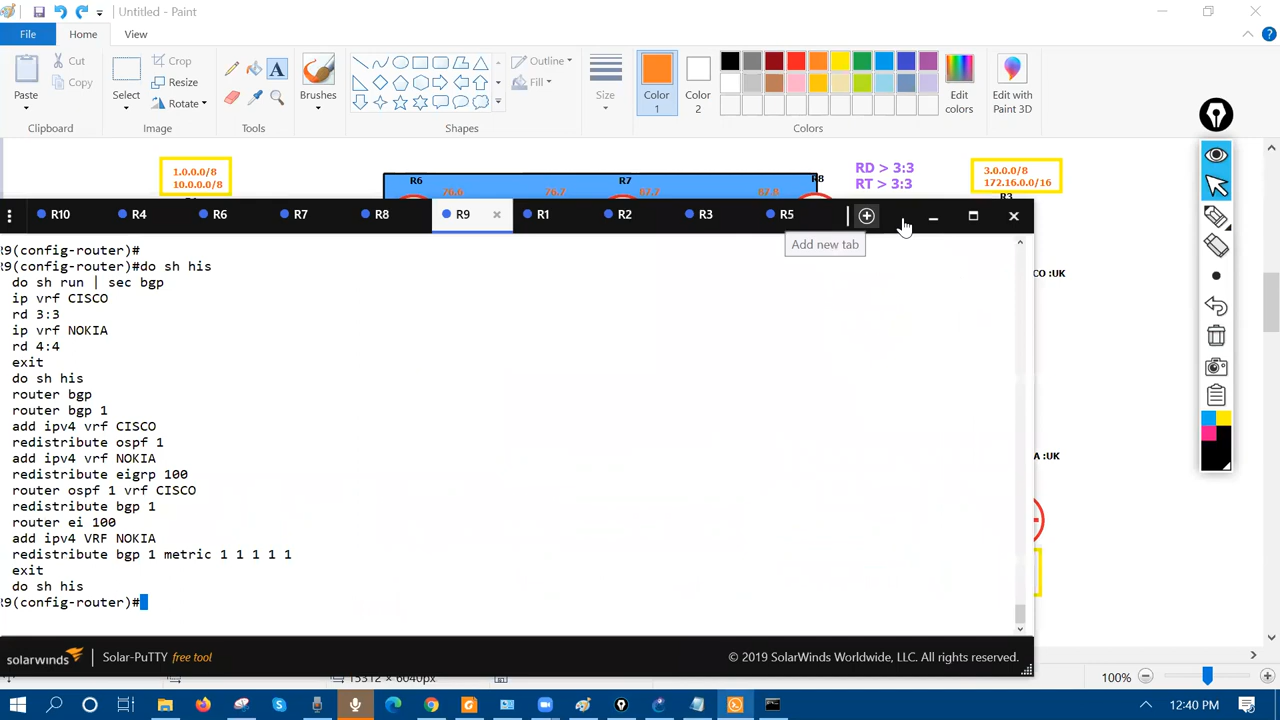 Untitled - Paint
File
Home
View
Paste
Cut
Copy
Clipboard
Select
Crop
Resize
Rotate
Image
A
Tools
Brushes
Shapes
Outline
Fill
Size
Color
1
Color
2
Edit
colors
Colors
Edit with
Paint 3D
1.0.0.0/8
10.0.0.0/8
R6
R7
R8
RD > 3:3
RT > 3:3
3.0.0.0/8
172.16.0.0/16
R3
R10
R4
R6
R7
R8
R9
R1
R2
R3
R5
Add new tab
R9(config-router)#
R9(config-router)#do sh his
do sh run | sec bgp
ip vrf CISCO
rd 3:3
ip vrf NOKIA
rd 4:4
exit
do sh his
router bgp
router bgp 1
add ipv4 vrf CISCO
redistribute ospf 1
add ipv4 vrf NOKIA
redistribute eigrp 100
router ospf 1 vrf CISCO
redistribute bgp 1
router ei 100
add ipv4 VRF NOKIA
redistribute bgp 1 metric 1 1 1 1 1
exit
do sh his
R9(config-router)#
CO :UK
A :UK
solarwinds
Solar-PuTTY free tool
© 2019 SolarWinds Worldwide, LLC. All rights reserved.
15312 × 6040px
100%
12:40 PM